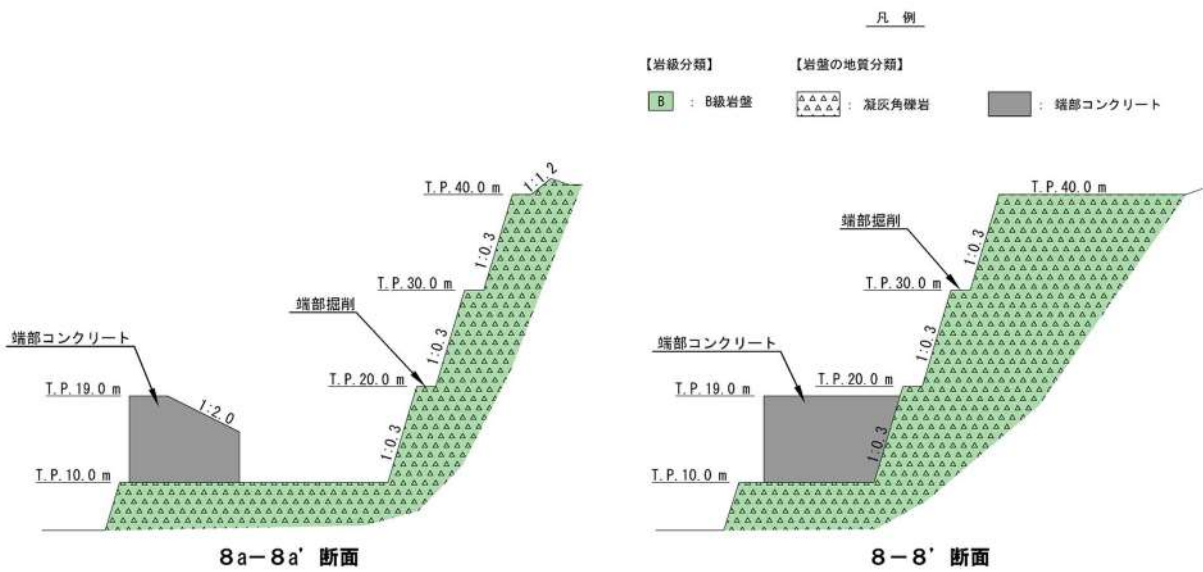 凡 例
【岩級分類】
【岩盤の地質分類】
B : B級岩盤
: 凝灰角礫岩
: 端部コンクリート
T.P.40.0 m
1:1.2
1:0.3
T.P.30.0 m
端部掘削
端部コンクリート
1:0.3
T.P.20.0 m
T.P.19.0 m
1:2.0
1:0.3
T.P.10.0 m
8a-8a' 断面
T.P.40.0 m
端部掘削
1:0.3
T.P.30.0 m
端部コンクリート
1:0.3
T.P.20.0 m
T.P.19.0 m
1:0.3
T.P.10.0 m
8-8' 断面